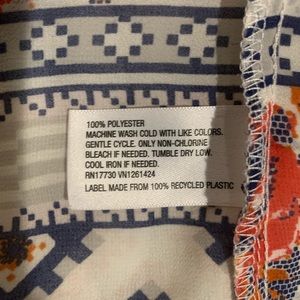 100% POLYESTER
MACHINE WASH COLD WITH LIKE COLORS.
GENTLE CYCLE. ONLY NON-CHLORINE
BLEACH IF NEEDED. TUMBLE DRY LOW.
COOL IRON IF NEEDED.
RN17730 VN1261424
LABEL MADE FROM 100% RECYCLED PLASTIC